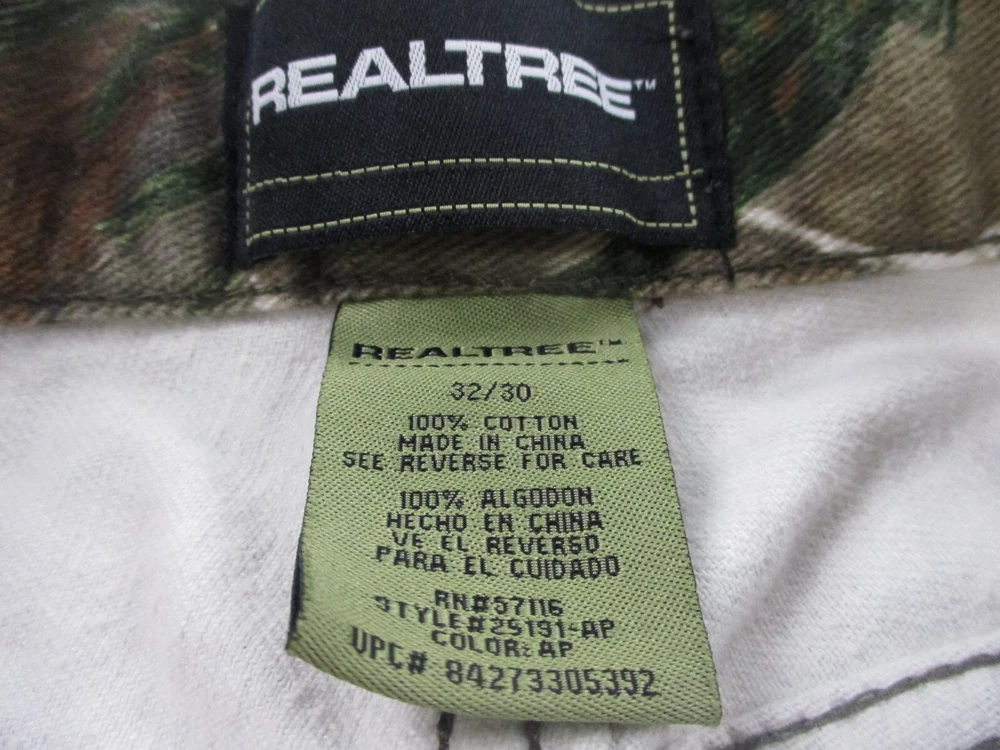 REALTREE™
REALTREE™
32/30
100% COTTON
MADE IN CHINA
SEE REVERSE FOR CARE
100% ALGODON
HECHO EN CHINA
VE EL REVERSO
PARA EL CUIDADO
RN#57116
STYLE#25191-AP
COLOR: AP
UPC# 84273305392